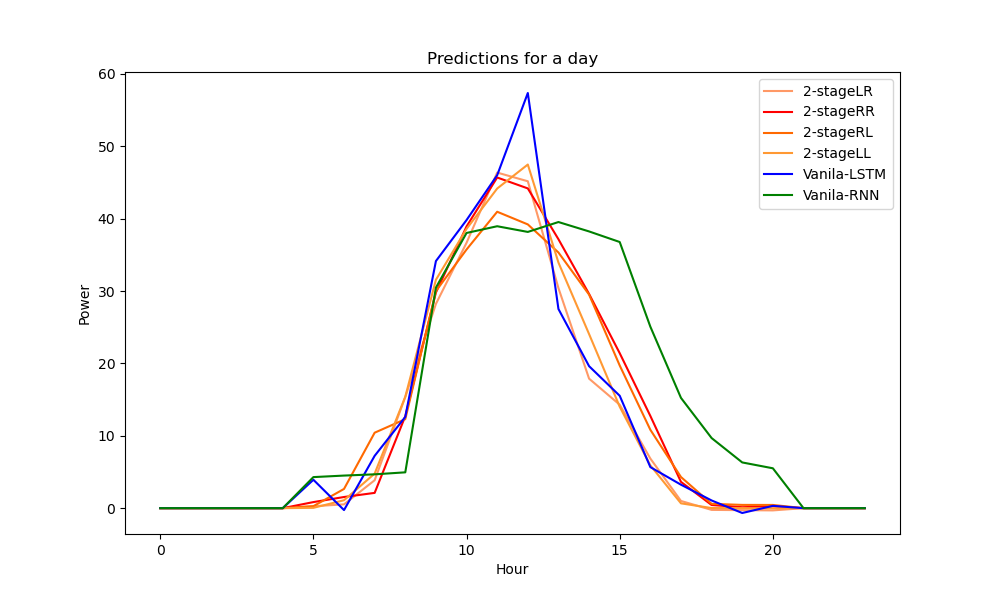 Predictions for a day
60
50
40
30
20
10
0
Power
0 5 10 15 20
Hour
2-stageLR
2-stageRR
2-stageRL
2-stageLL
Vanila-LSTM
Vanila-RNN